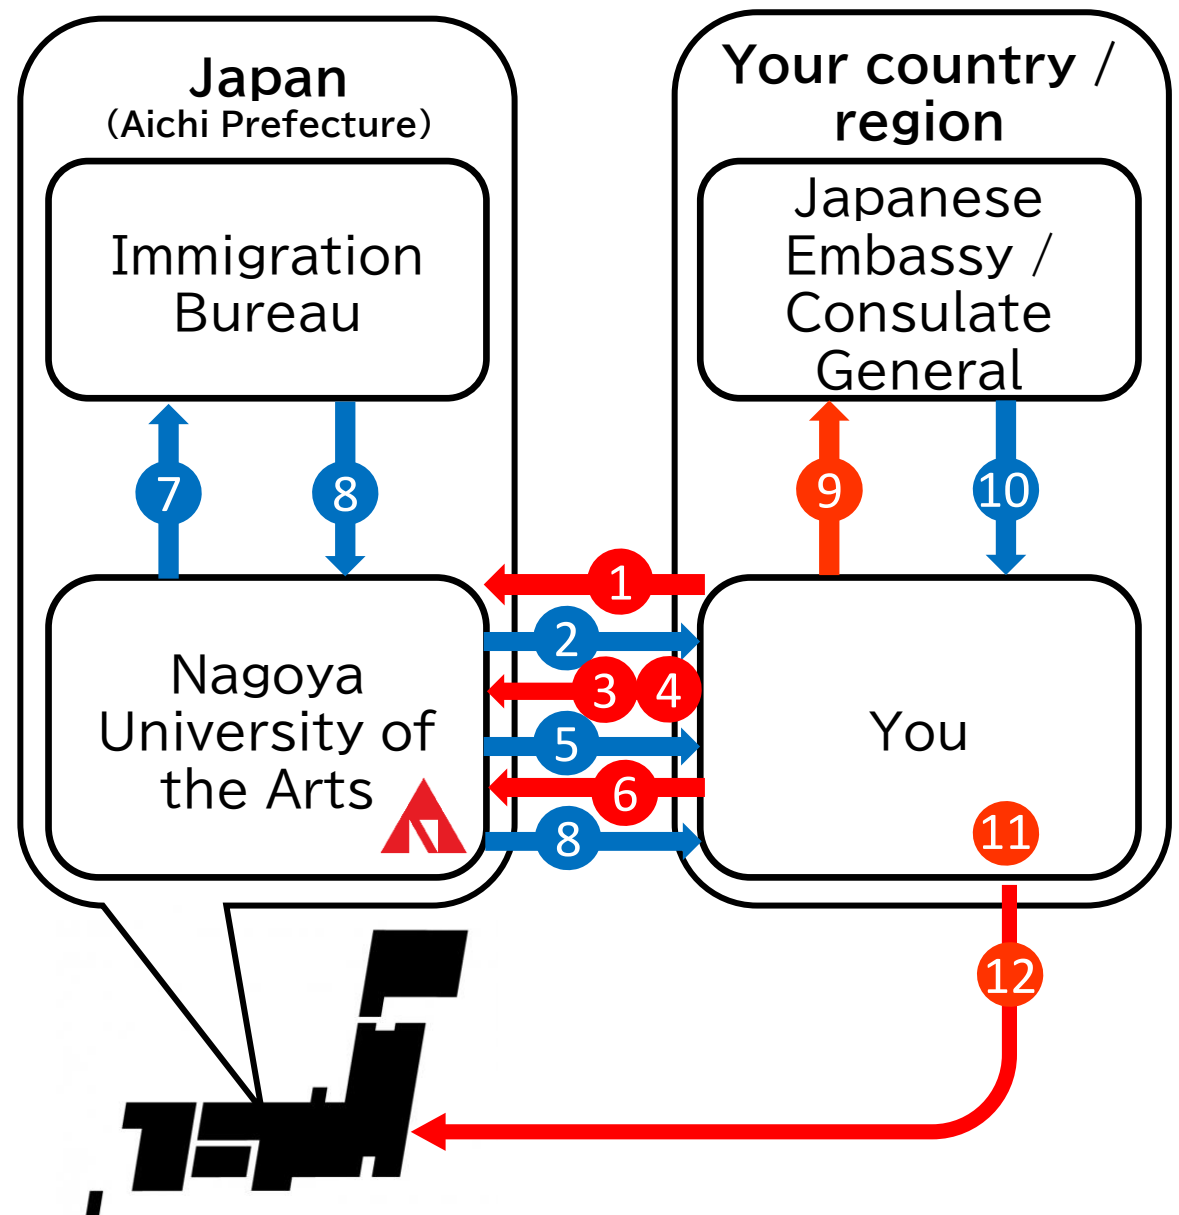 Japan
（Aichi Prefecture）
Immigration
Bureau
Your country /
region
Japanese
Embassy /
Consulate
General
7
8
9
10
1
2
3 4
5
6
8
Nagoya
University of
the Arts
You
11
12